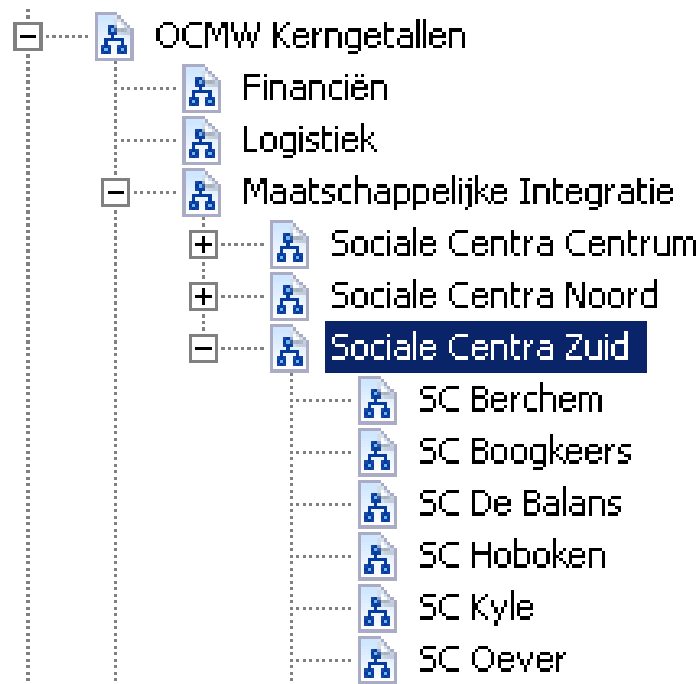 OCMW Kerngetallen
Financiën
Logistiek
Maatschappelijke Integratie
Sociale Centra Centrum
Sociale Centra Noord
Sociale Centra Zuid
SC Berchem
SC Boogkeers
SC De Balans
SC Hoboken
SC Kyle
SC Oever